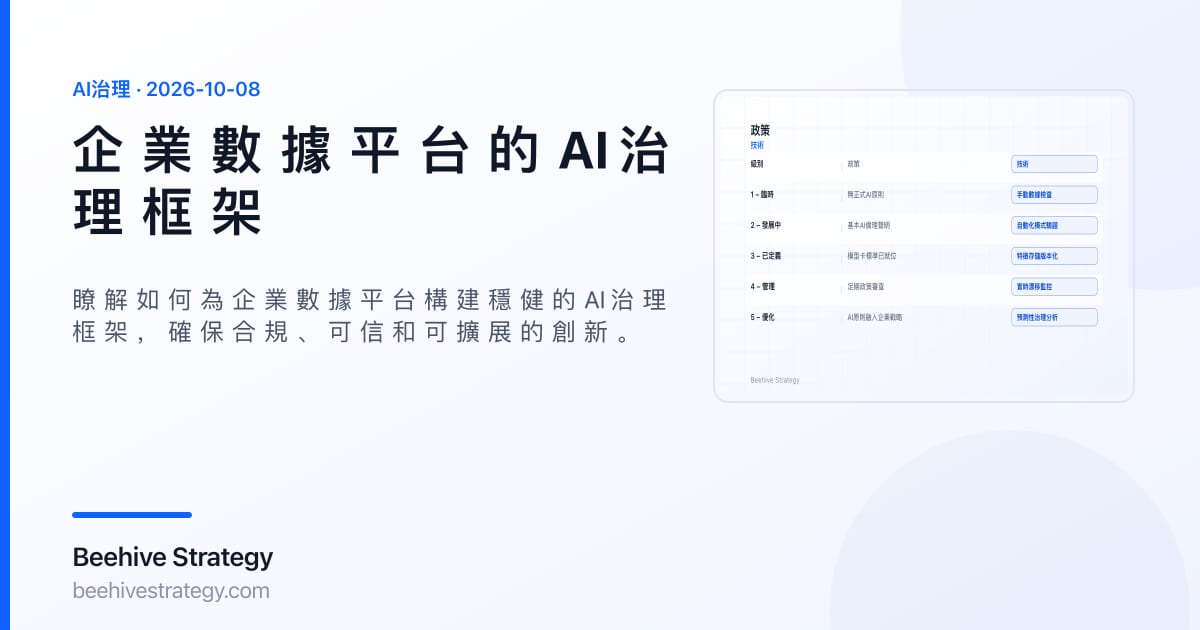 AI治理 · 2026-10-08
企業數據平台的AI治
理框架
瞭解如何為企業數據平台構建穩健的AI治理
框架，確保合規、可信和可擴展的創新。
政策
技術
級別 政策 技術
1 – 臨時 無正式AI原則 手動數據檢查
2 – 發展中 基本AI倫理聲明 自動化模式驗證
3 – 已定義 模型卡標準已就位 特徵存儲版本化
4 – 管理 定期政策審查 實時漂移監控
5 – 優化 AI原則融入企業戰略 預測性治理分析
Beehive Strategy
Beehive Strategy
beehivestrategy.com